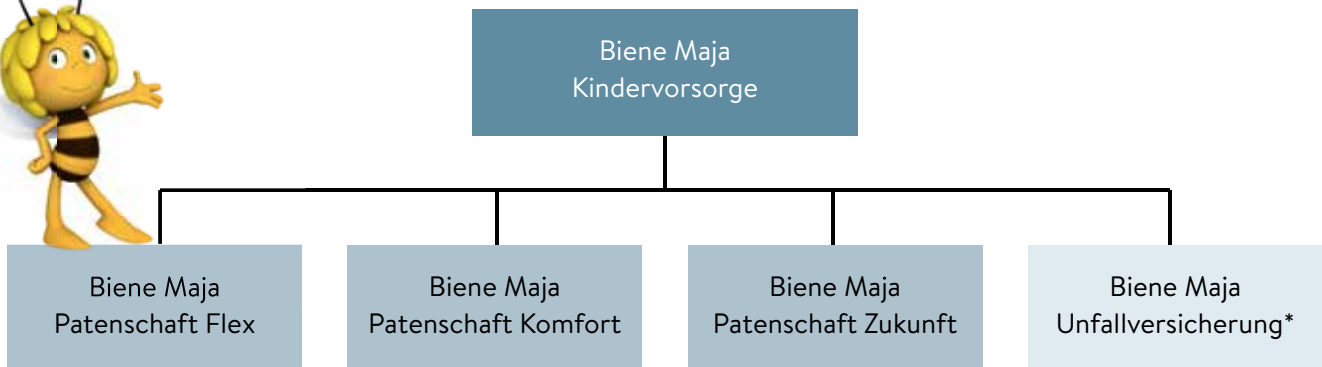 Biene Maja
Kindervorsorge
Biene Maja
Patenschaft Flex
Biene Maja
Patenschaft Komfort
Biene Maja
Patenschaft Zukunft
Biene Maja
Unfallversicherung*